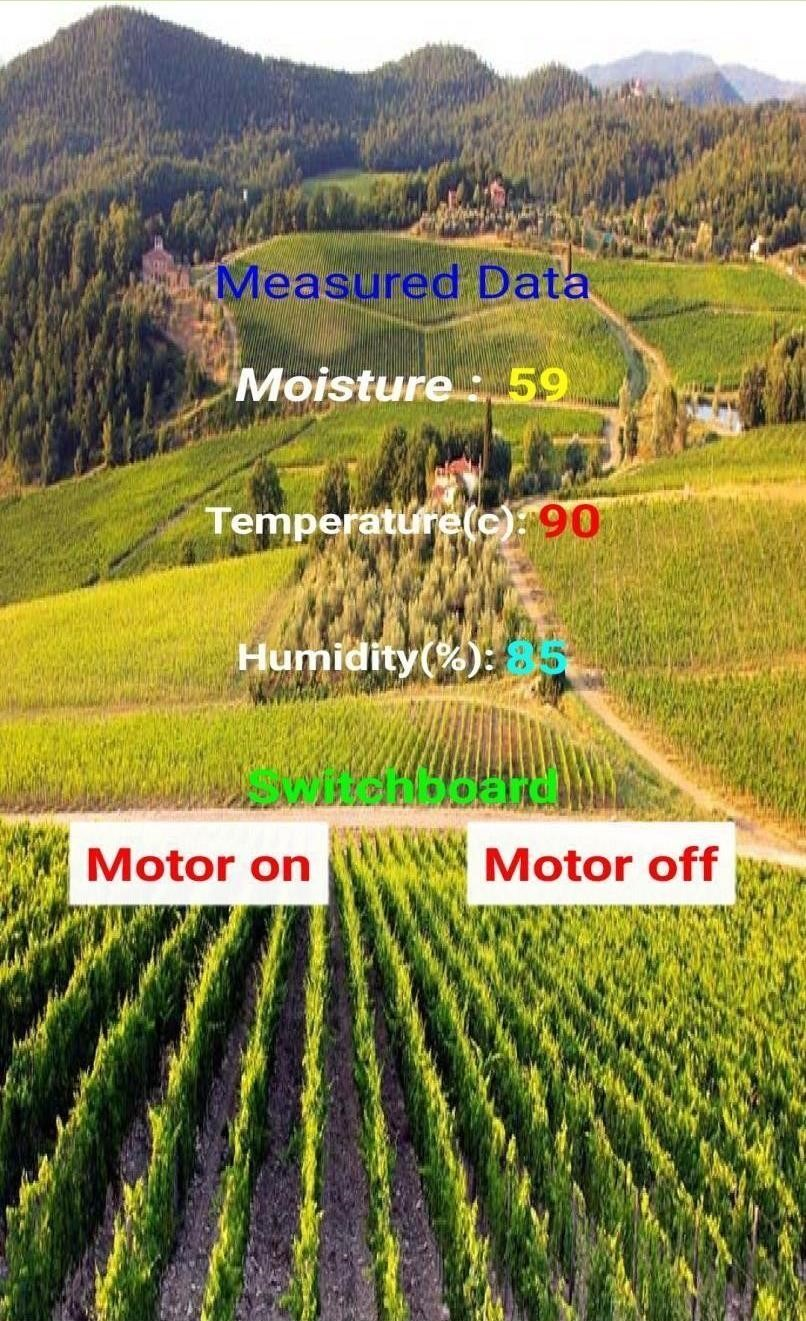 Measured Data
Moisture : 59
Temperature(c): 90
Humidity(%): 85
Switchboard
Motor on Motor off